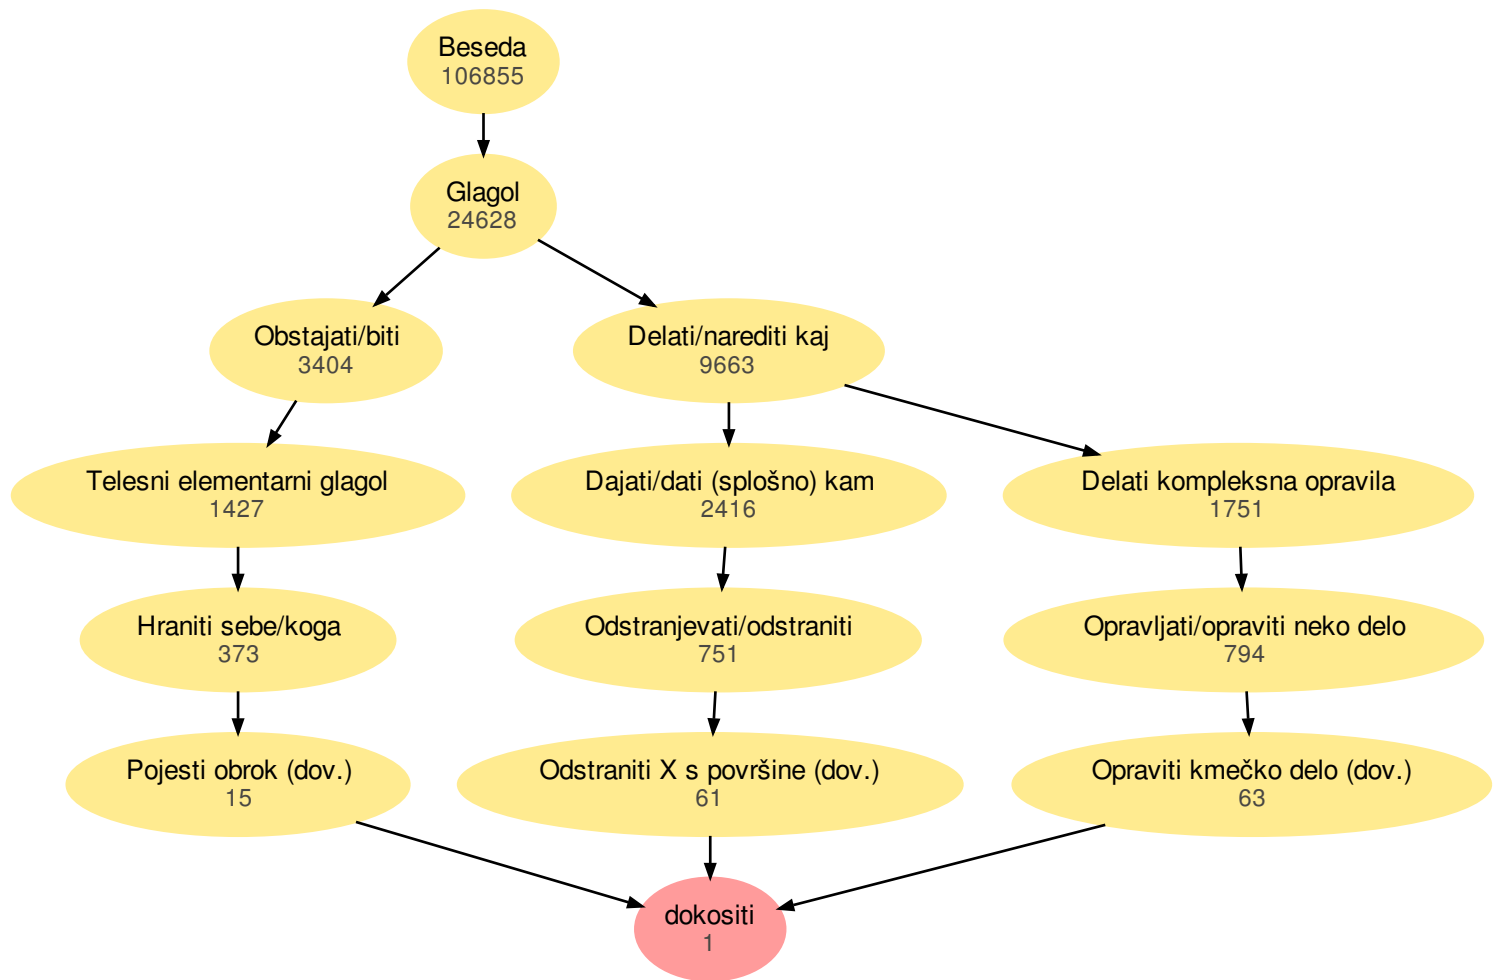 Beseda
106855
Glagol
24628
Obstajati/biti
3404
Delati/narediti kaj
9663
Telesni elementarni glagol
1427
Dajati/dati (splošno) kam
2416
Delati kompleksna opravila
1751
Hraniti sebe/koga
373
Odstranjevati/odstraniti
751
Opravljati/opraviti neko delo
794
Pojesti obrok (dov.)
15
Odstraniti X s površine (dov.)
61
Opraviti kmečko delo (dov.)
63
dokositi
1